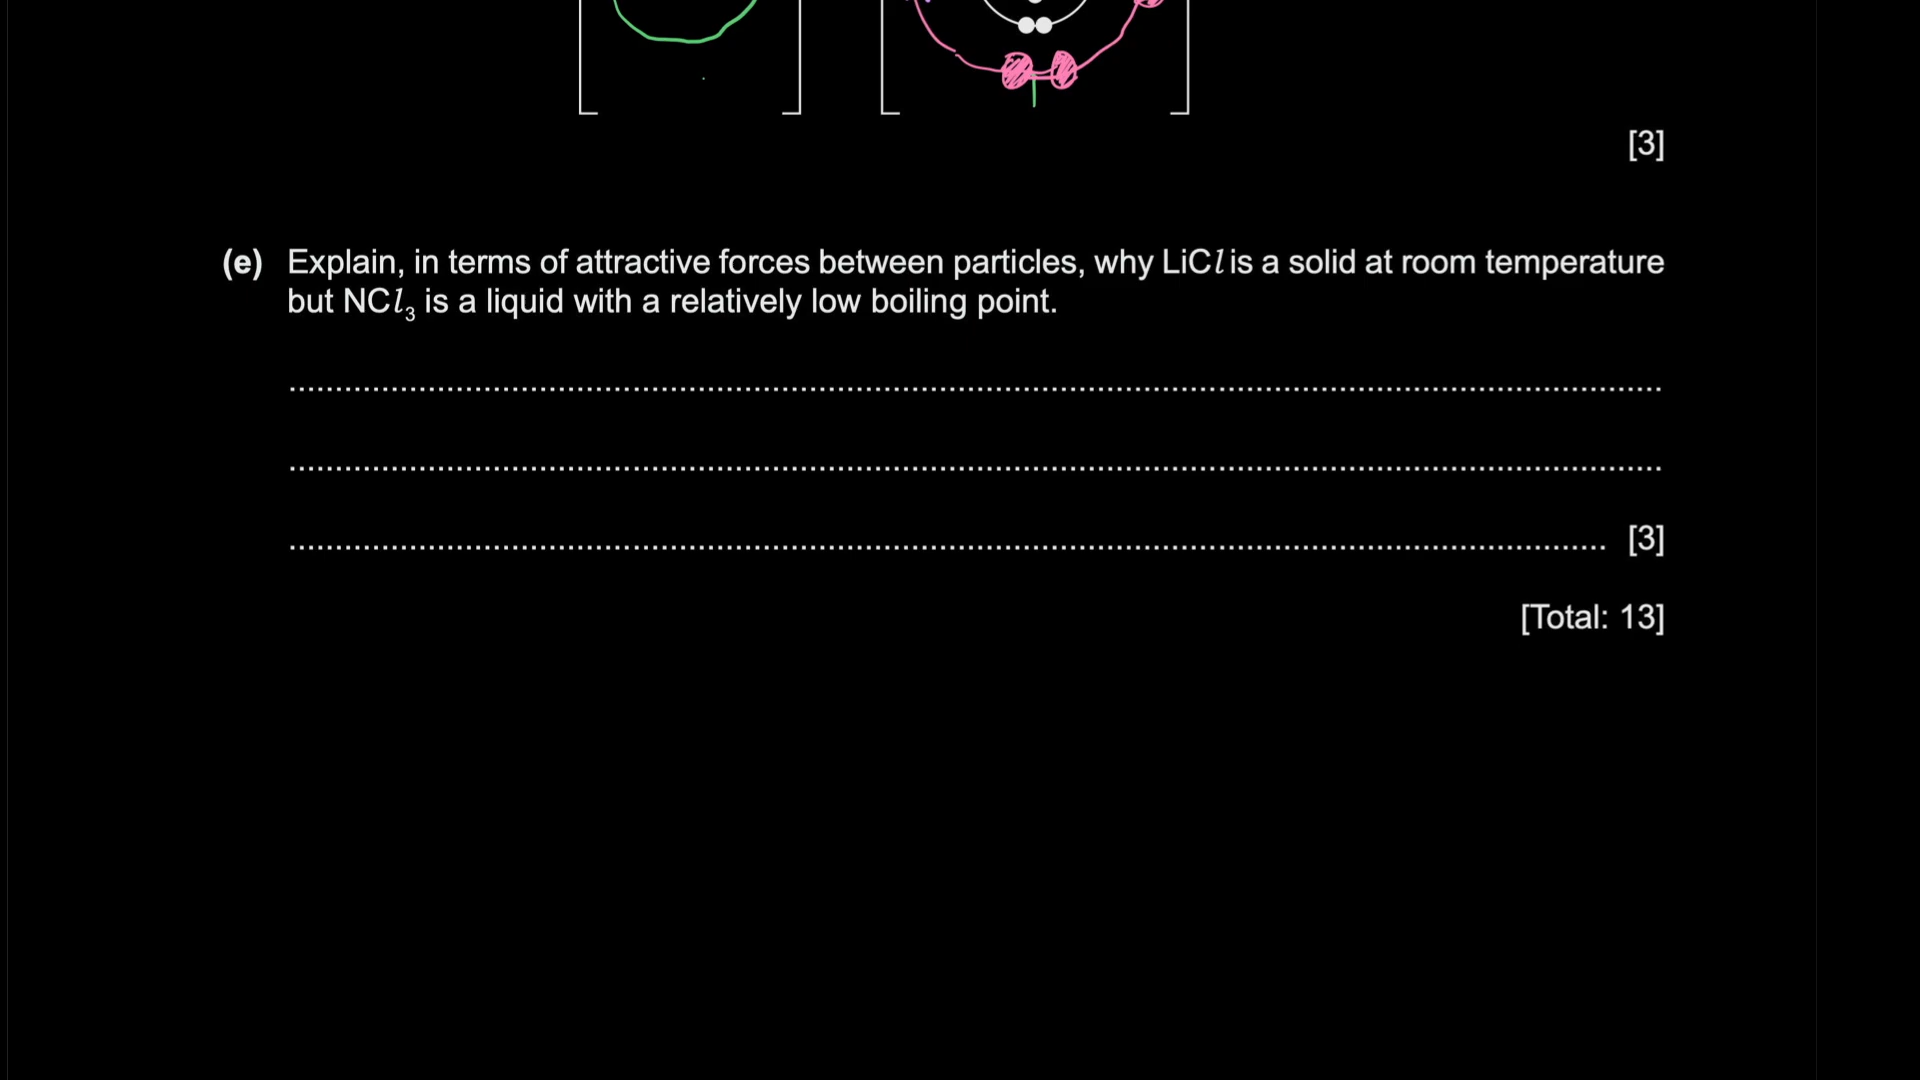 [3]
(e) Explain, in terms of attractive forces between particles, why LiCl is a solid at room temperature
but NCl₃ is a liquid with a relatively low boiling point.
[3]
[Total: 13]